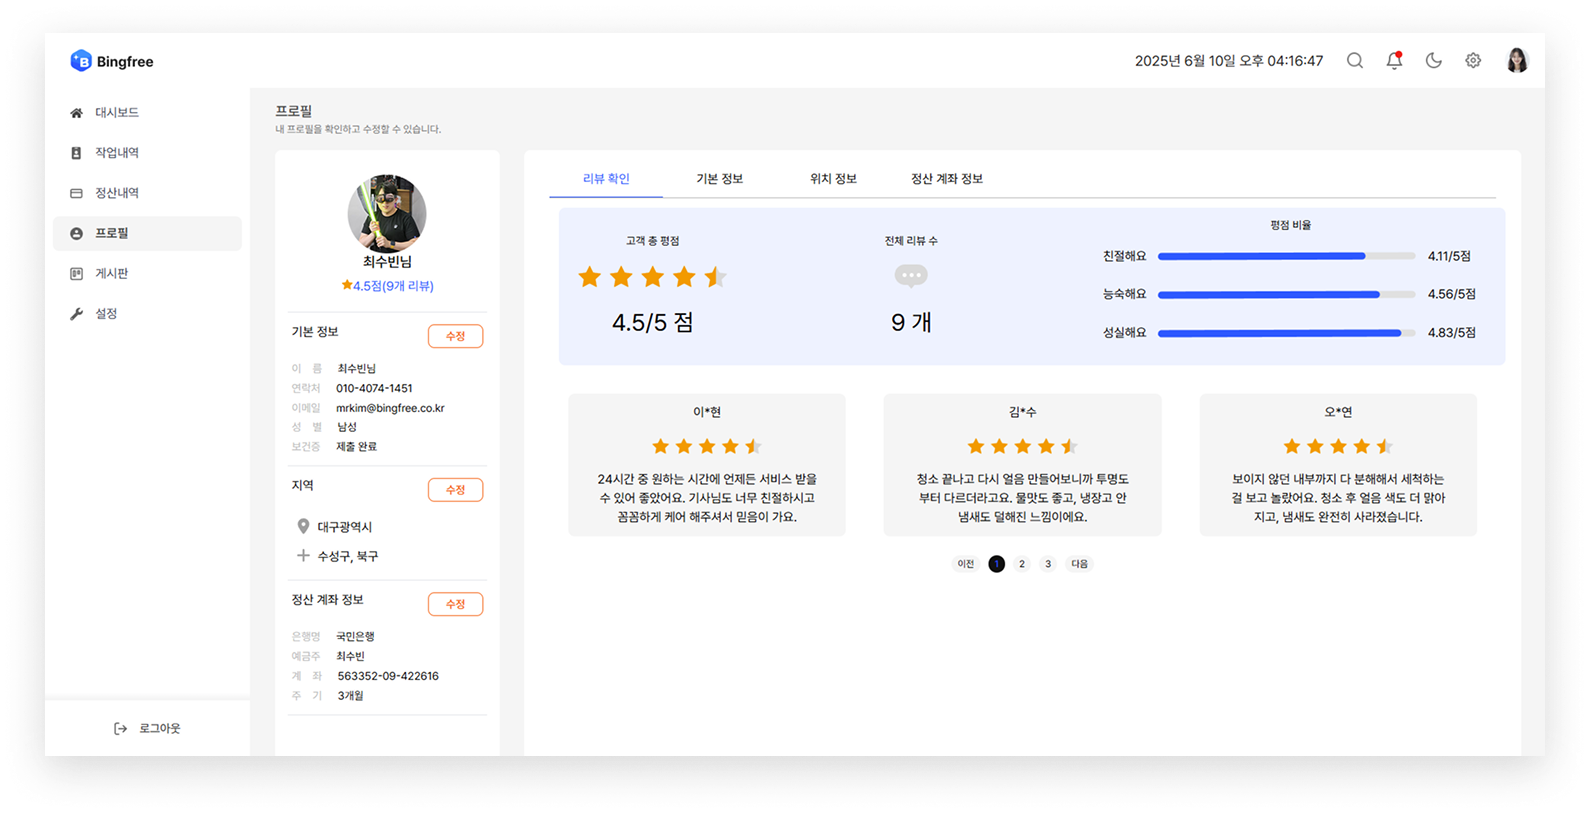 Bingfree
2025년 6월 10일 오후 04:16:47
대시보드
작업내역
정산내역
프로필
게시판
설정
로그아웃
프로필
내 프로필을 확인하고 수정할 수 있습니다.
최수빈님
4.5점(9개 리뷰)
기본 정보
수정
이 름 최수빈님
연락처 010-4074-1451
이메일 mrkim@bingfree.co.kr
성 별 남성
보건증 제출 완료
지역
수정
대구광역시
수성구, 북구
정산 계좌 정보
수정
은행명 국민은행
예금주 최수빈
계 좌 563352-09-422616
주 기 3개월
리뷰 확인
기본 정보
위치 정보
정산 계좌 정보
고객 총 평점
4.5/5 점
전체 리뷰 수
9 개
평점 비율
친절해요 4.11/5점
능숙해요 4.56/5점
성실해요 4.83/5점
이*현
24시간 중 원하는 시간에 언제든 서비스 받을
수 있어 좋았어요. 기사님도 너무 친절하시고
꼼꼼하게 케어 해주셔서 믿음이 가요.
김*수
청소 끝나고 다시 얼음 만들어보니까 투명도
부터 다르더라고요. 물맛도 좋고, 냉장고 안
냄새도 덜해진 느낌이에요.
오*연
보이지 않던 내부까지 다 분해해서 세척하는
걸 보고 놀랐어요. 청소 후 얼음 색도 더 맑아
지고, 냄새도 완전히 사라졌습니다.
이전 1 2 3 다음